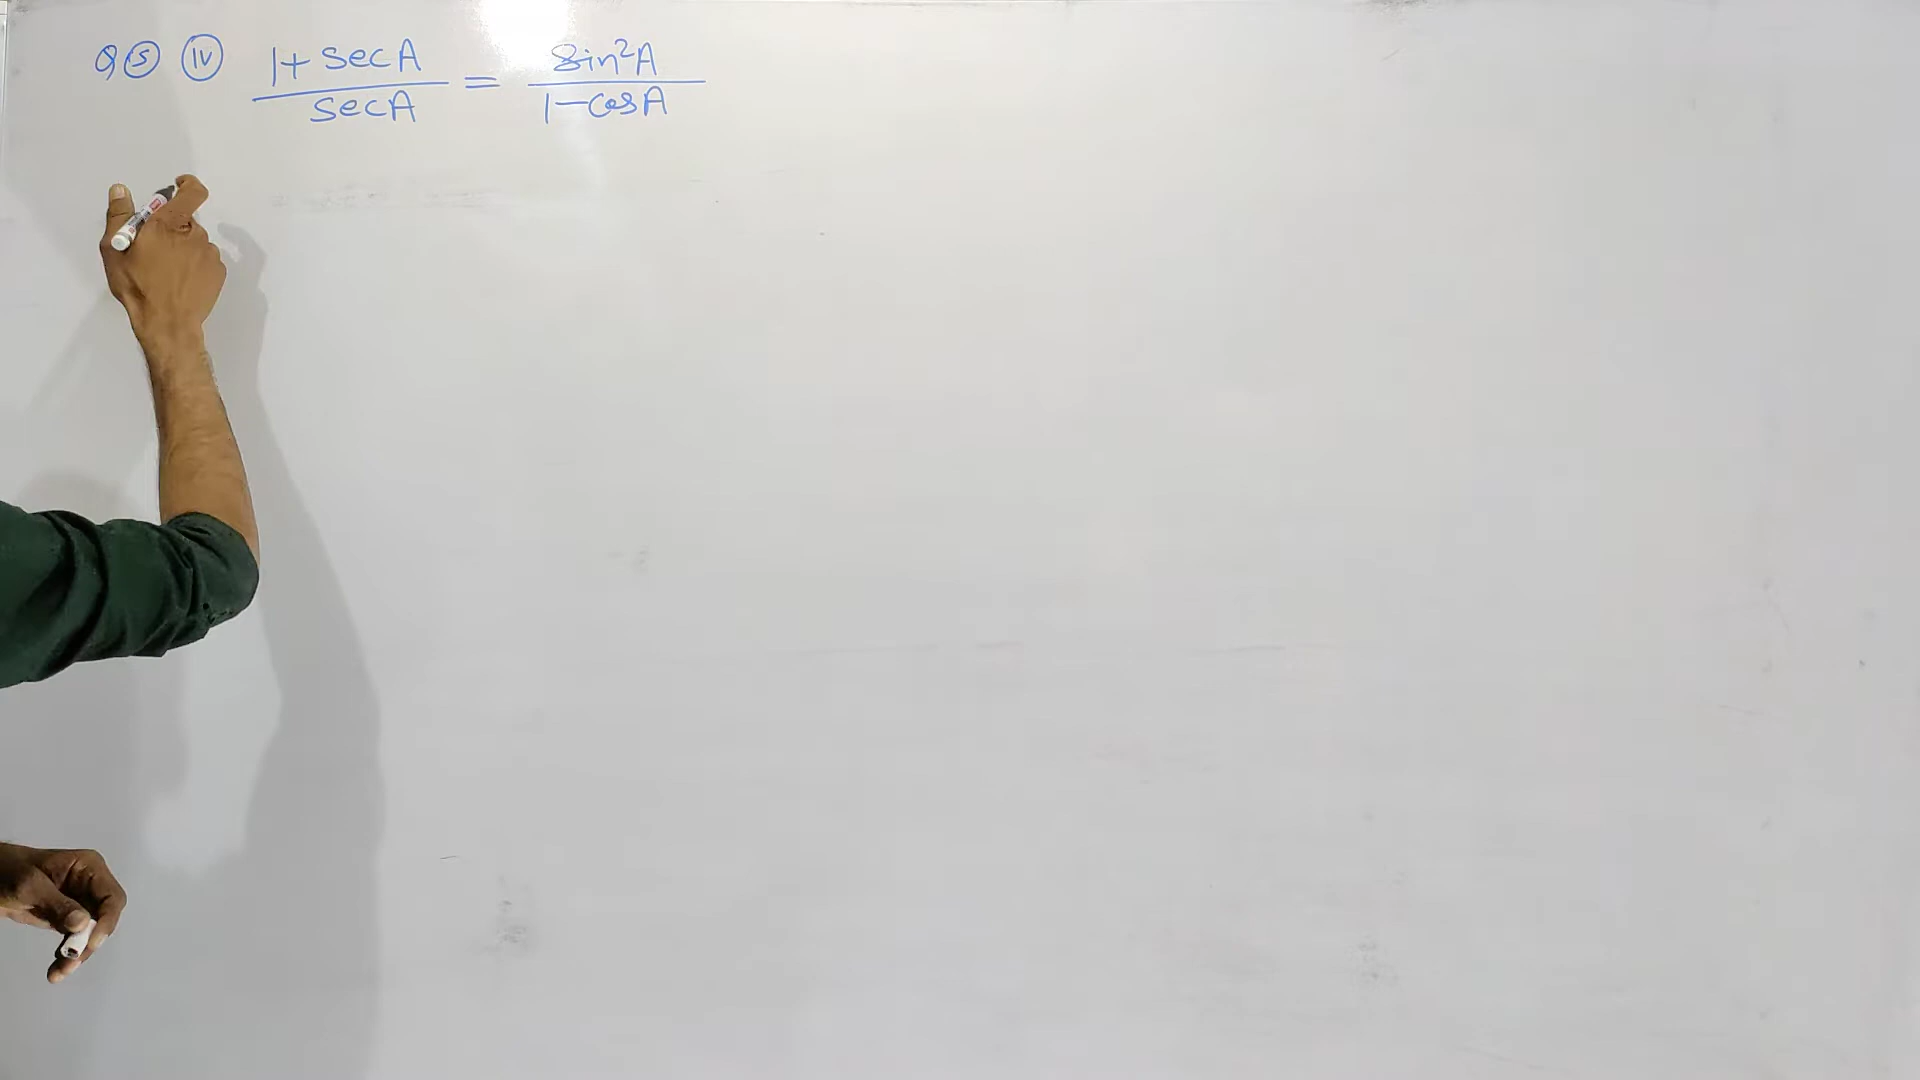 Q⑤ ⓘⓥ (1+secA)/(secA) = (Sin²A)/(1-cosA)